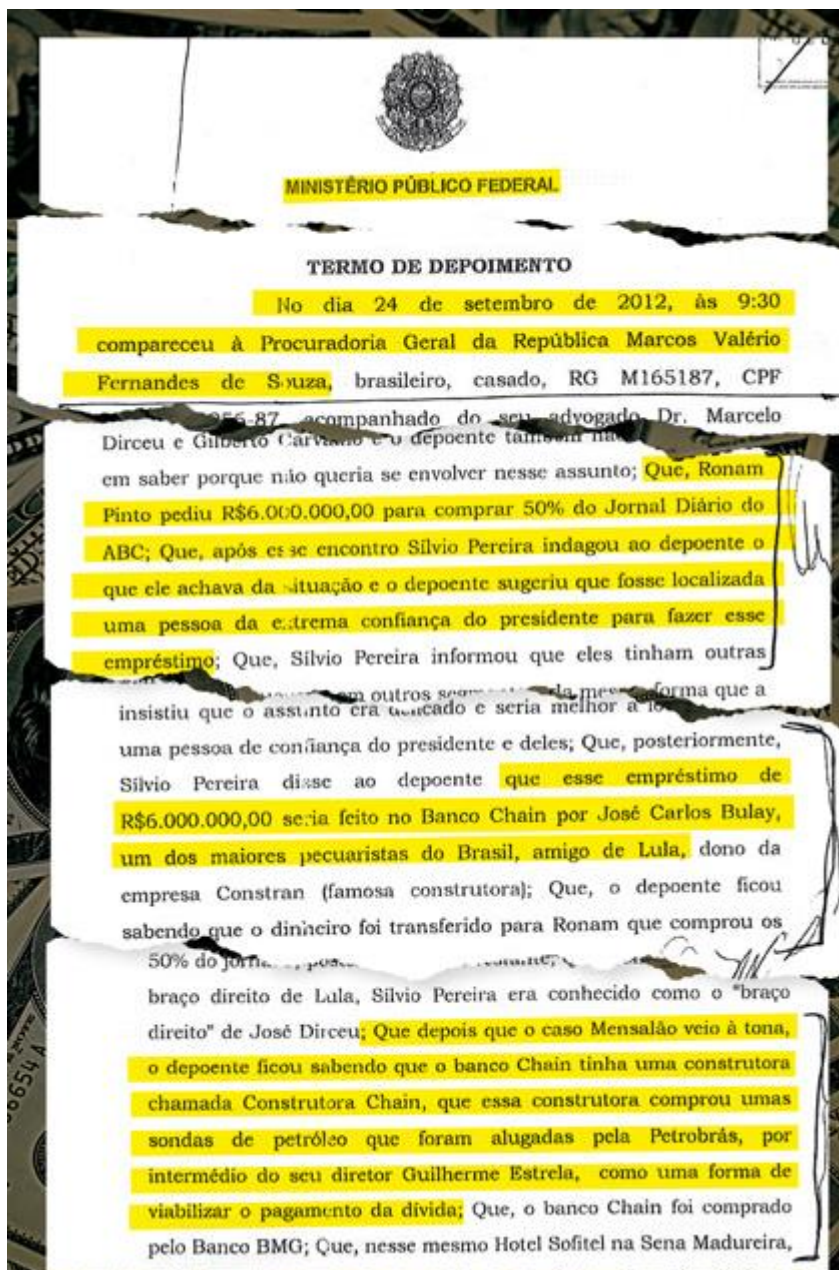 MINISTÉRIO PÚBLICO FEDERAL
TERMO DE DEPOIMENTO
No dia 24 de setembro de 2012, às 9:30
compareceu à Procuradoria Geral da República Marcos Valério
Fernandes de Souza, brasileiro, casado, RG M165187, CPF
56-87, acompanhado do seu advogado Dr. Marcelo
Dirceu e Gilberto Carvalho e o depoente também
em saber porque não queria se envolver nesse assunto; Que, Ronam
Pinto pediu R$6.000.000,00 para comprar 50% do Jornal Diário do
ABC; Que, após esse encontro Sílvio Pereira indagou ao depoente o
que ele achava da situação e o depoente sugeriu que fosse localizada
uma pessoa da extrema confiança do presidente para fazer esse
empréstimo; Que, Sílvio Pereira informou que eles tinham outras
em outros da mesma forma que a
insistiu que o assunto era delicado e seria melhor a
uma pessoa de confiança do presidente e deles; Que, posteriormente,
Sílvio Pereira disse ao depoente que esse empréstimo de
R$6.000.000,00 seria feito no Banco Chain por José Carlos Bulay,
um dos maiores pecuaristas do Brasil, amigo de Lula, dono da
empresa Constran (famosa construtora); Que, o depoente ficou
sabendo que o dinheiro foi transferido para Ronam que comprou os
50% do
braço direito de Lula, Sílvio Pereira era conhecido como o "braço
direito" de José Dirceu; Que depois que o caso Mensalão veio à tona,
o depoente ficou sabendo que o banco Chain tinha uma construtora
chamada Construtora Chain, que essa construtora comprou umas
sondas de petróleo que foram alugadas pela Petrobrás, por
intermédio do seu diretor Guilherme Estrela, como uma forma de
viabilizar o pagamento da dívida; Que, o banco Chain foi comprado
pelo Banco BMG; Que, nesse mesmo Hotel Sofitel na Sena Madureira,